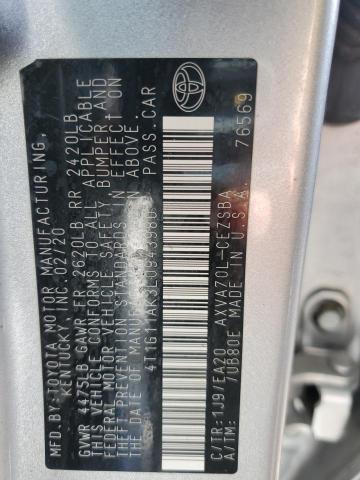 MFD. BY: TOYOTA MOTOR MANUFACTURING,
KENTUCKY, INC. 02/20
GVWR 4475LB GAWR FR 2620LB RR 2420LB
THIS VEHICLE CONFORMS TO ALL APPLICABLE
FEDERAL MOTOR VEHICLE SAFETY, BUMPER AND
THEFT PREVENTION STANDARDS IN EFFECT ON
THE DATE OF MANUFACTURE SHOWN ABOVE.
PASS. CAR
C/TR: 1J9/EA20 AXVA70L-CEZSBA
A/TM: /UB80E MADE IN U.S.A.
76569